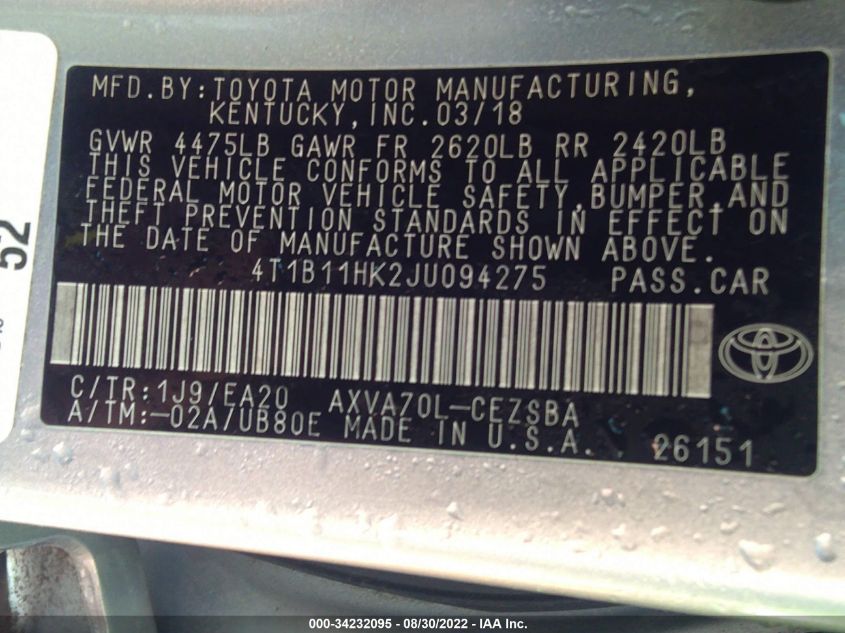 MFD.BY:TOYOTA MOTOR MANUFACTURING,
KENTUCKY,INC.03/18
GVWR 4475LB GAWR FR 2620LB RR 2420LB
THIS VEHICLE CONFORMS TO ALL APPLICABLE
FEDERAL MOTOR VEHICLE SAFETY,BUMPER,AND
THEFT PREVENTION STANDARDS IN EFFECT ON
THE DATE OF MANUFACTURE SHOWN ABOVE.
4T1B11HK2JU094275 PASS.CAR
C/TR:1J9/EA20 AXVA70L-CEZSBA
A/TM:-02A/UB80E MADE IN U.S.A. 26151
52
000-34232095 - 08/30/2022 - IAA Inc.